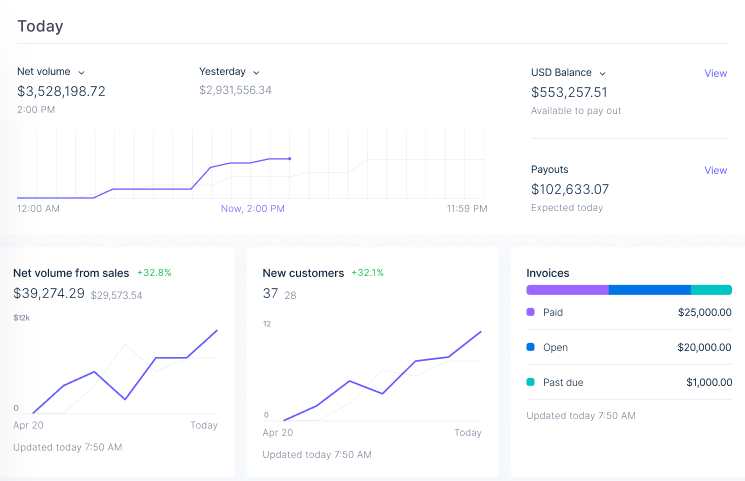 Today
Net volume
$3,528,198.72
2:00 PM
Yesterday
$2,931,556.34
12:00 AM
Now, 2:00 PM
11:59 PM
USD Balance
View
$553,257.51
Available to pay out
Payouts
View
$102,633.07
Expected today
Net volume from sales +32.8%
$39,274.29 $29,573.54
$12k
0
Apr 20
Today
Updated today 7:50 AM
New customers +32.1%
37 28
12
0
Apr 20
Today
Updated today 7:50 AM
Invoices
Paid $25,000.00
Open $20,000.00
Past due $1,000.00
Updated today 7:50 AM